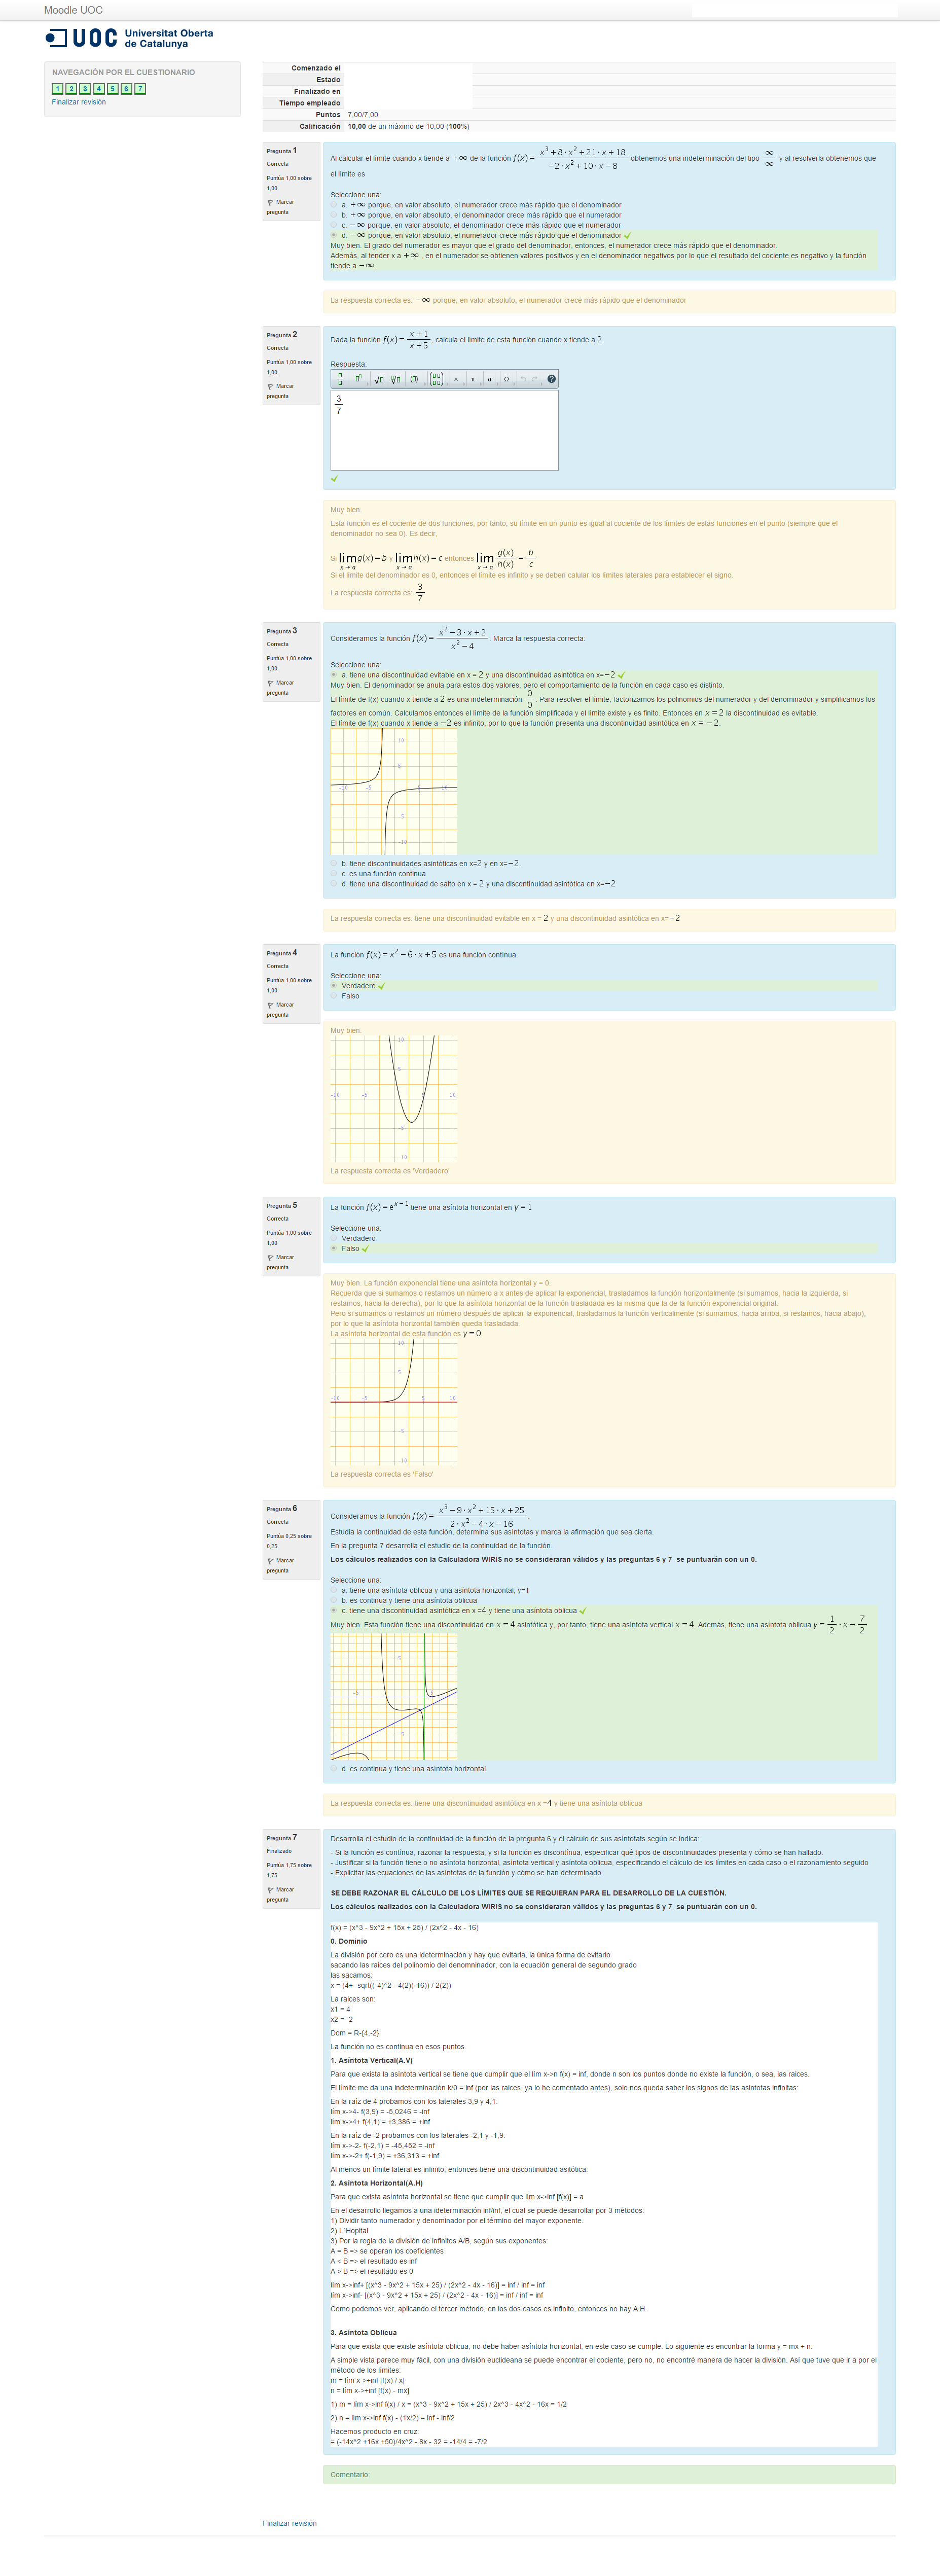 Moodle UOC
UOC Universitat Oberta
de Catalunya
NAVEGACIÓN POR EL CUESTIONARIO
1 2 3 4 5 6 7
Finalizar revisión
Comenzado el
Estado
Finalizado en
Tiempo empleado
Puntos 7,00/7,00
Calificación 10,00 de un máximo de 10,00 (100%)
Pregunta 1
Correcta
Puntúa 1,00 sobre
1,00
Marcar
pregunta
Al calcular el límite cuando x tiende a +∞ de la función f(x) = (x³+8·x²+21·x+18)/(−2·x²+10·x−8) obtenemos una indeterminación del tipo ∞/∞ y al resolverla obtenemos que
el límite es
Seleccione una:
a. +∞ porque, en valor absoluto, el numerador crece más rápido que el denominador
b. +∞ porque, en valor absoluto, el denominador crece más rápido que el numerador
c. −∞ porque, en valor absoluto, el denominador crece más rápido que el numerador
d. −∞ porque, en valor absoluto, el numerador crece más rápido que el denominador
Muy bien. El grado del numerador es mayor que el grado del denominador, entonces, el numerador crece más rápido que el denominador.
Además, al tender x a +∞ , en el numerador se obtienen valores positivos y en el denominador negativos por lo que el resultado del cociente es negativo y la función
tiende a −∞.
La respuesta correcta es: −∞ porque, en valor absoluto, el numerador crece más rápido que el denominador
Pregunta 2
Correcta
Puntúa 1,00 sobre
1,00
Marcar
pregunta
Dada la función f(x) = (x+1)/(x+5), calcula el límite de esta función cuando x tiende a 2
Respuesta:
3/7
Muy bien.
Esta función es el cociente de dos funciones, por tanto, su límite en un punto es igual al cociente de los límites de estas funciones en el punto (siempre que el
denominador no sea 0). Es decir,
Si lim x→a g(x) = b y lim x→a h(x) = c entonces lim x→a g(x)/h(x) = b/c
Si el límite del denominador es 0, entonces el límite es infinito y se deben calular los límites laterales para establecer el signo.
La respuesta correcta es: 3/7
Pregunta 3
Correcta
Puntúa 1,00 sobre
1,00
Marcar
pregunta
Consideramos la función f(x) = (x²−3·x+2)/(x²−4). Marca la respuesta correcta:
Seleccione una:
a. tiene una discontinuidad evitable en x = 2 y una discontinuidad asintótica en x=−2
Muy bien. El denominador se anula para estos dos valores, pero el comportamiento de la función en cada caso es distinto.
El límite de f(x) cuando x tiende a 2 es una indeterminación 0/0. Para resolver el límite, factorizamos los polinomios del numerador y del denominador y simplificamos los
factores en común. Calculamos entonces el límite de la función simplificada y el límite existe y es finito. Entonces en x = 2 la discontinuidad es evitable.
El límite de f(x) cuando x tiende a −2 es infinito, por lo que la función presenta una discontinuidad asintótica en x = −2.
10
5
-10 -5 5 10
-5
-10
b. tiene discontinuidades asintóticas en x=2 y en x=−2.
c. es una función continua
d. tiene una discontinuidad de salto en x = 2 y una discontinuidad asintótica en x=−2
La respuesta correcta es: tiene una discontinuidad evitable en x = 2 y una discontinuidad asintótica en x=−2
Pregunta 4
Correcta
Puntúa 1,00 sobre
1,00
Marcar
pregunta
La función f(x) = x²−6·x+5 es una función contínua.
Seleccione una:
Verdadero
Falso
Muy bien.
10
5
-10 -5 5 10
-5
-10
La respuesta correcta es 'Verdadero'
Pregunta 5
Correcta
Puntúa 1,00 sobre
1,00
Marcar
pregunta
La función f(x) = e^(x−1) tiene una asíntota horizontal en y = 1
Seleccione una:
Verdadero
Falso
Muy bien. La función exponencial tiene una asíntota horizontal y = 0.
Recuerda que si sumamos o restamos un número a x antes de aplicar la exponencial, trasladamos la función horizontalmente (si sumamos, hacia la izquierda, si
restamos, hacia la derecha), por lo que la asíntota horizontal de la función trasladada es la misma que la de la función exponencial original.
Pero si sumamos o restamos un número después de aplicar la exponencial, trasladamos la función verticalmente (si sumamos, hacia arriba, si restamos, hacia abajo),
por lo que la asíntota horizontal también queda trasladada.
La asíntota horizontal de esta función es y = 0
10
5
-10 -5 5 10
-5
-10
La respuesta correcta es 'Falso'
Pregunta 6
Correcta
Puntúa 0,25 sobre
0,25
Marcar
pregunta
Consideramos la función f(x) = (x³−9·x²+15·x+25)/(2·x²−4·x−16).
Estudia la continuidad de esta función, determina sus asíntotas y marca la afirmación que sea cierta.
En la pregunta 7 desarrolla el estudio de la continuidad de la función.
Los cálculos realizados con la Calculadora WIRIS no se consideraran válidos y las preguntas 6 y 7 se puntuarán con un 0.
Seleccione una:
a. tiene una asíntota oblicua y una asíntota horizontal, y=1
b. es continua y tiene una asíntota oblicua
c. tiene una discontinuidad asintótica en x =4 y tiene una asíntota oblicua
Muy bien. Esta función tiene una discontinuidad en x = 4 asintótica y, por tanto, tiene una asíntota vertical x = 4. Además, tiene una asíntota oblicua y = 1/2·x − 7/2
5
-5 5
-5
d. es continua y tiene una asíntota horizontal
La respuesta correcta es: tiene una discontinuidad asintótica en x =4 y tiene una asíntota oblicua
Pregunta 7
Finalizado
Puntúa 1,75 sobre
1,75
Marcar
pregunta
Desarrolla el estudio de la continuidad de la función de la pregunta 6 y el cálculo de sus asíntotats según se indica:
- Si la función es contínua, razonar la respuesta, y si la función es discontínua, especificar qué tipos de discontinuidades presenta y cómo se han hallado.
- Justificar si la función tiene o no asíntota horizontal, asíntota vertical y asíntota oblicua, especificando el cálculo de los límites en cada caso o el razonamiento seguido
- Explicitar las ecuaciones de las asíntotas de la función y cómo se han determinado
SE DEBE RAZONAR EL CÁLCULO DE LOS LÍMITES QUE SE REQUIERAN PARA EL DESARROLLO DE LA CUESTIÓN.
Los cálculos realizados con la Calculadora WIRIS no se consideraran válidos y las preguntas 6 y 7 se puntuarán con un 0.
f(x) = (x^3 - 9x^2 + 15x + 25) / (2x^2 - 4x - 16)
0. Dominio
La división por cero es una ideterminación y hay que evitarla, la única forma de evitarlo
sacando las raices del polinomio del denomninador, con la ecuación general de segundo grado
las sacamos:
x = (4+- sqrt((-4)^2 - 4(2)(-16)) / 2(2))
La raices son:
x1 = 4
x2 = -2
Dom = R-{4,-2}
La función no es continua en esos puntos.
1. Asíntota Vertical(A.V)
Para que exista la asíntota vertical se tiene que cumplir que el lím x->n f(x) = inf, donde n son los puntos donde no existe la función, o sea, las raices.
El límite me da una indeterminación k/0 = inf (por las raices, ya lo he comentado antes), solo nos queda saber los signos de las asintotas infinitas:
En la raíz de 4 probamos con los laterales 3,9 y 4,1:
lím x->4- f(3,9) = -5,0246 = -inf
lím x->4+ f(4,1) = +3,386 = +inf
En la raíz de -2 probamos con los laterales -2,1 y -1,9:
lím x->-2- f(-2,1) = -45,452 = -inf
lím x->-2+ f(-1,9) = +36,313 = +inf
Al menos un límite lateral es infinito, entonces tiene una discontinuidad asitótica.
2. Asíntota Horizontal(A.H)
Para que exista asíntota horizontal se tiene que cumplir que lím x->inf [f(x)] = a
En el desarrollo llegamos a una ideterminación inf/inf, el cual se puede desarrollar por 3 métodos:
1) Dividir tanto numerador y denominador por el término del mayor exponente.
2) L´Hopital
3) Por la regla de la división de infinitos A/B, según sus exponentes:
A = B => se operan los coeficientes
A < B => el resultado es inf
A > B => el resultado es 0
lím x->inf+ [(x^3 - 9x^2 + 15x + 25) / (2x^2 - 4x - 16)] = inf / inf = inf
lím x->inf- [(x^3 - 9x^2 + 15x + 25) / (2x^2 - 4x - 16)] = inf / inf = inf
Como podemos ver, aplicando el tercer método, en los dos casos es infinito, entonces no hay A.H.
3. Asíntota Oblicua
Para que exista que existe asíntota oblicua, no debe haber asíntota horizontal, en este caso se cumple. Lo siguiente es encontrar la forma y = mx + n:
A simple vista parece muy fácil, con una división euclideana se puede encontrar el cociente, pero no, no encontré manera de hacer la división. Así que tuve que ir a por el
método de los límites:
m = lím x->+inf [f(x) / x]
n = lím x->+inf [f(x) - mx]
1) m = lím x->inf f(x) / x = (x^3 - 9x^2 + 15x + 25) / 2x^3 - 4x^2 - 16x = 1/2
2) n = lím x->inf f(x) - (1x/2) = inf - inf/2
Hacemos producto en cruz:
= (-14x^2 +16x +50)/4x^2 - 8x - 32 = -14/4 = -7/2
Comentario:
Finalizar revisión